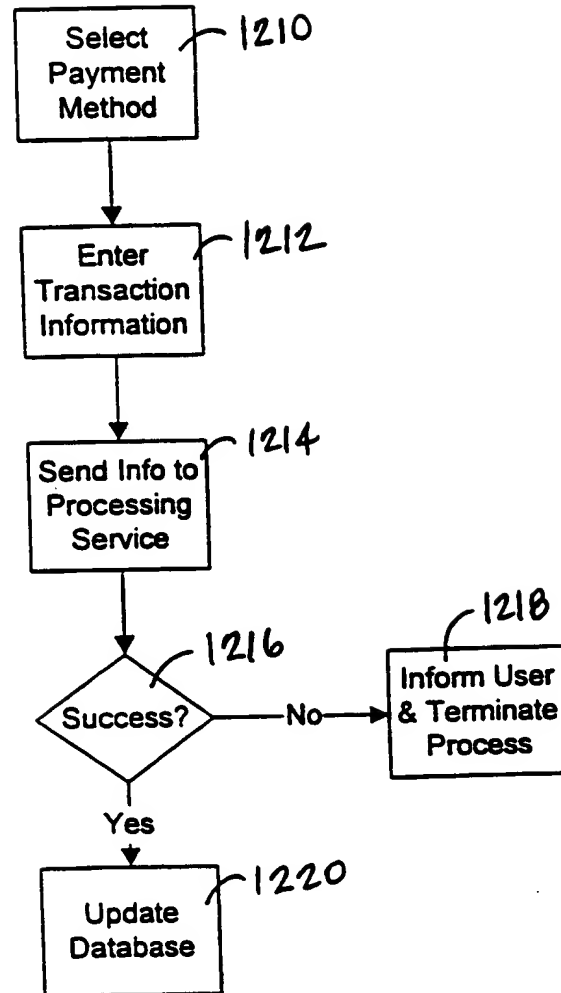 Select
Payment
Method
1210
Enter
Transaction
Information
1212
Send Info to
Processing
Service
1214
Success?
1216
No
Inform User
& Terminate
Process
1218
Yes
Update
Database
1220